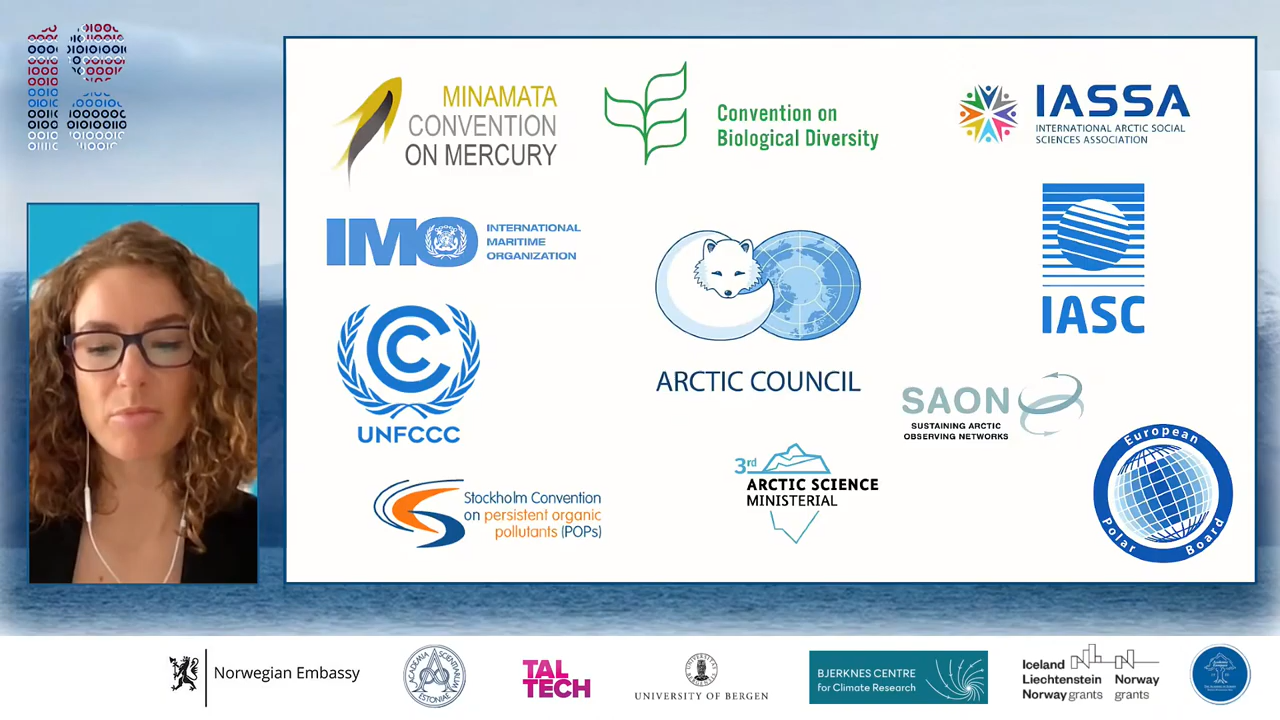 MINAMATA
CONVENTION
ON MERCURY
Convention on
Biological Diversity
IASSA
INTERNATIONAL ARCTIC SOCIAL
SCIENCES ASSOCIATION
IMO
INTERNATIONAL
MARITIME
ORGANIZATION
IASC
UNFCCC
ARCTIC COUNCIL
SAON
SUSTAINING ARCTIC
OBSERVING NETWORKS
European
Polar Board
3rd
ARCTIC SCIENCE
MINISTERIAL
Stockholm Convention
on persistent organic
pollutants (POPs)
Norwegian Embassy
ACADEMIA SCIENTIARUM ESTONIAE
TAL
TECH
UNIVERSITY OF BERGEN
BJERKNES CENTRE
for Climate Research
Iceland
Liechtenstein
Norway grants
Norway
grants